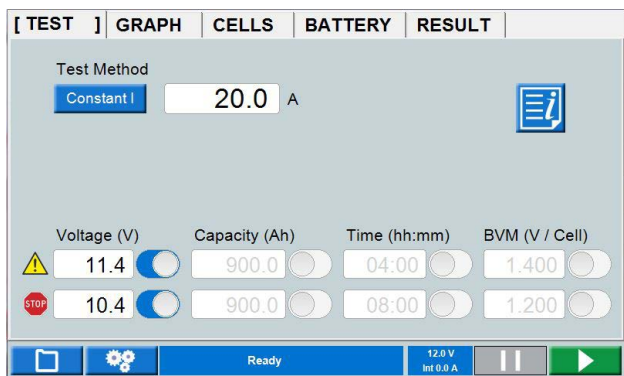 [ TEST ] GRAPH CELLS BATTERY RESULT
Test Method
Constant I 20.0 A
Voltage (V) Capacity (Ah) Time (hh:mm) BVM (V / Cell)
11.4 900.0 04:00 1.400
STOP 10.4 900.0 08:00 1.200
Ready 12.0 V
Int 0.0 A